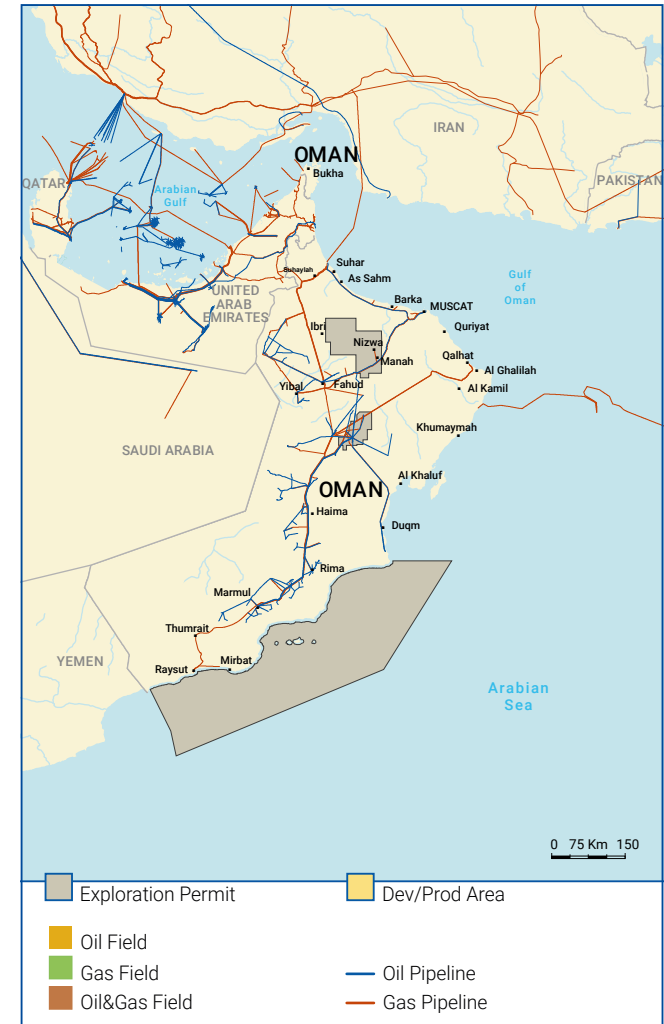 IRAN
OMAN
Bukha
QATAR
PAKISTAN
Arabian
Gulf
Suhar
Suhaylah
As Sahm
Gulf
of
Oman
UNITED
ARAB
EMIRATES
Barka
MUSCAT
Ibri
Quriyat
Nizwa
Manah
Qalhat
Al Ghalilah
Yibal
Fahud
Al Kamil
Khumaymah
SAUDI ARABIA
Al Khaluf
OMAN
Haima
Duqm
Rima
Marmul
Thumrait
YEMEN
Raysut
Mirbat
Arabian
Sea
0 75 Km 150
Exploration Permit
Dev/Prod Area
Oil Field
Gas Field
Oil Pipeline
Oil&Gas Field
Gas Pipeline